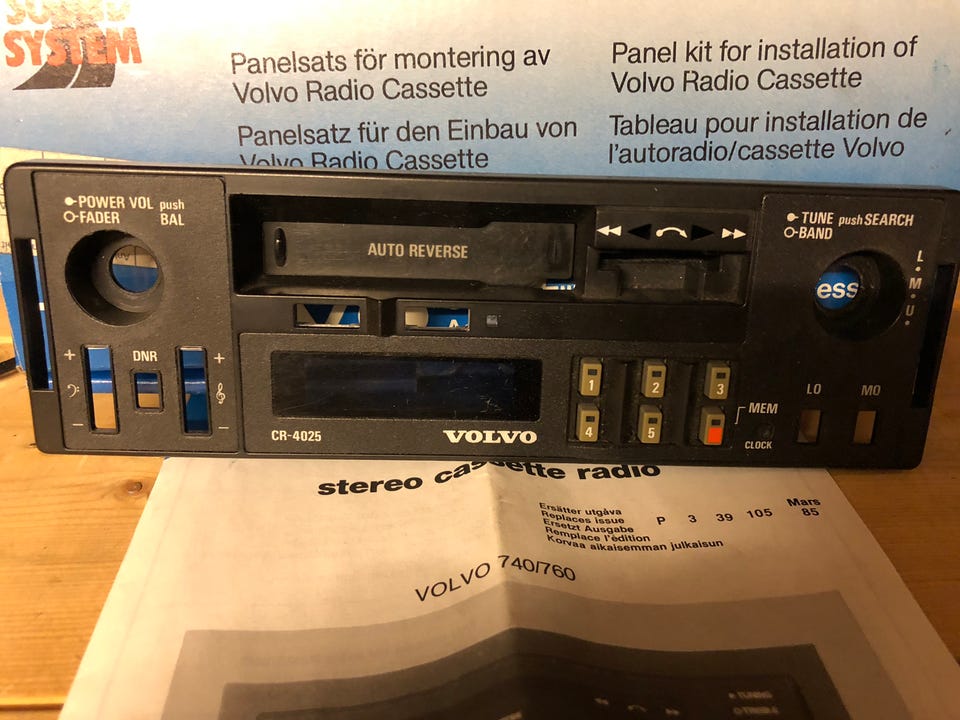 SOUND
SYSTEM
Panelsats för montering av
Volvo Radio Cassette
Panel kit for installation of
Volvo Radio Cassette
Panelsatz für den Einbau von
Volvo Radio Cassette
Tableau pour installation de
l'autoradio/cassette Volvo
POWER VOL push
FADER BAL
AUTO REVERSE
TUNE push SEARCH
BAND
L
M
U
ess
+ DNR +
- -
CR-4025
VOLVO
1 2 3
4 5
MEM
CLOCK
LO MO
stereo cassette radio
Ersätter utgåva
Replaces issue
Ersetzt Ausgabe
Remplace l'édition
Korvaa aikaisemman julkaisun
P 3 39 105
Mars
85
VOLVO 740/760
TUNING